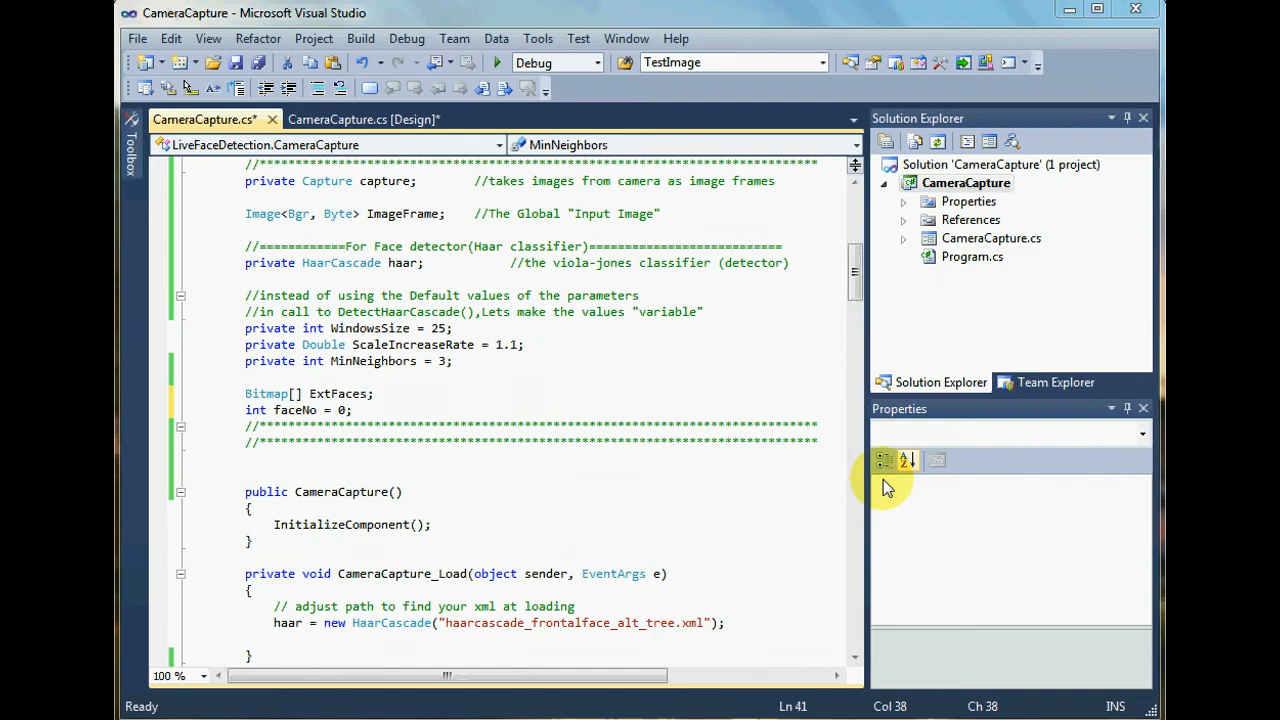 CameraCapture - Microsoft Visual Studio
File Edit View Refactor Project Build Debug Team Data Tools Test Window Help
Debug TestImage
CameraCapture.cs* CameraCapture.cs [Design]*
LiveFaceDetection.CameraCapture MinNeighbors
Toolbox
//******************************************************************************
private Capture capture; //takes images from camera as image frames
Image<Bgr, Byte> ImageFrame; //The Global "Input Image"
//============For Face detector(Haar classifier)===========================
private HaarCascade haar; //the viola-jones classifier (detector)
//instead of using the Default values of the parameters
//in call to DetectHaarCascade(),Lets make the values "variable"
private int WindowsSize = 25;
private Double ScaleIncreaseRate = 1.1;
private int MinNeighbors = 3;
Bitmap[] ExtFaces;
int faceNo = 0;
//******************************************************************************
//******************************************************************************
public CameraCapture()
{
InitializeComponent();
}
private void CameraCapture_Load(object sender, EventArgs e)
{
// adjust path to find your xml at loading
haar = new HaarCascade("haarcascade_frontalface_alt_tree.xml");
}
100 %
Solution Explorer
Solution 'CameraCapture' (1 project)
CameraCapture
Properties
References
CameraCapture.cs
Program.cs
Solution Explorer Team Explorer
Properties
Ready Ln 41 Col 38 Ch 38 INS